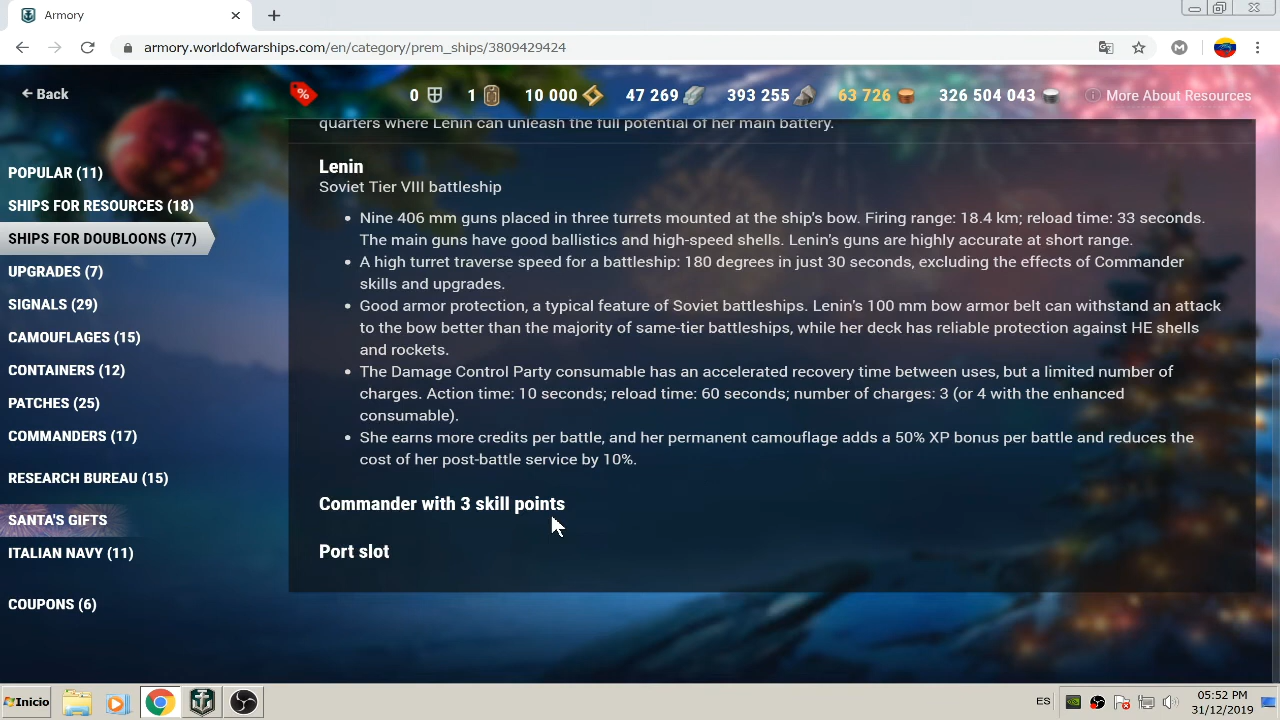 Armory
armory.worldofwarships.com/en/category/prem_ships/3809429424
Back
0
1
10 000
47 269
393 255
63 726
326 504 043
More About Resources
quarters where Lenin can unleash the full potential of her main battery.
POPULAR (11)
SHIPS FOR RESOURCES (18)
SHIPS FOR DOUBLOONS (77)
UPGRADES (7)
SIGNALS (29)
CAMOUFLAGES (15)
CONTAINERS (12)
PATCHES (25)
COMMANDERS (17)
RESEARCH BUREAU (15)
SANTA'S GIFTS
ITALIAN NAVY (11)
COUPONS (6)
Lenin
Soviet Tier VIII battleship
• Nine 406 mm guns placed in three turrets mounted at the ship's bow. Firing range: 18.4 km; reload time: 33 seconds.
The main guns have good ballistics and high-speed shells. Lenin's guns are highly accurate at short range.
• A high turret traverse speed for a battleship: 180 degrees in just 30 seconds, excluding the effects of Commander
skills and upgrades.
• Good armor protection, a typical feature of Soviet battleships. Lenin's 100 mm bow armor belt can withstand an attack
to the bow better than the majority of same-tier battleships, while her deck has reliable protection against HE shells
and rockets.
• The Damage Control Party consumable has an accelerated recovery time between uses, but a limited number of
charges. Action time: 10 seconds; reload time: 60 seconds; number of charges: 3 (or 4 with the enhanced
consumable).
• She earns more credits per battle, and her permanent camouflage adds a 50% XP bonus per battle and reduces the
cost of her post-battle service by 10%.
Commander with 3 skill points
Port slot
Inicio
ES
05:52 PM
31/12/2019